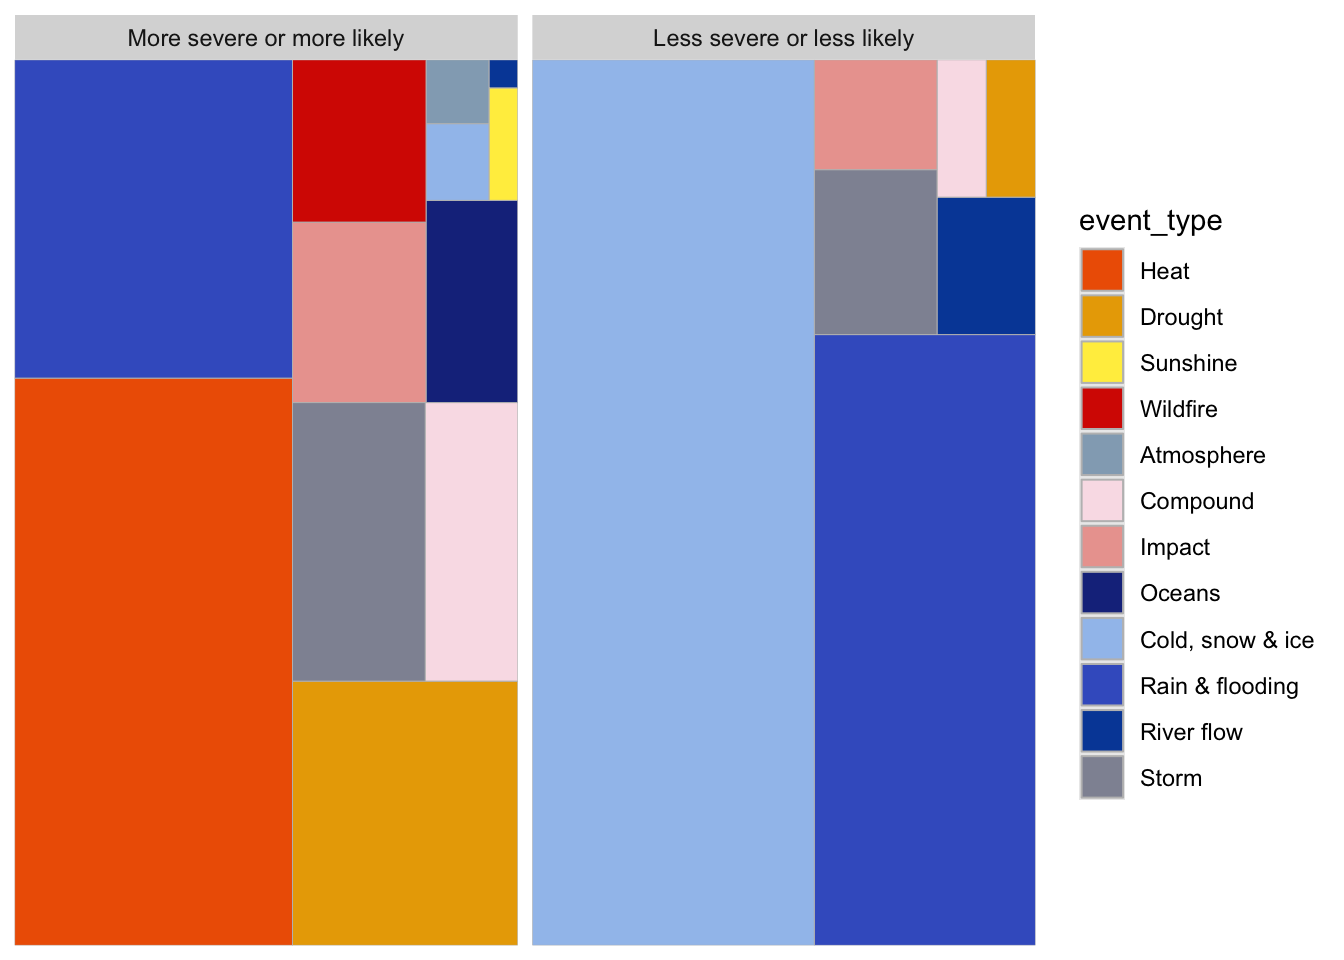 More severe or more likely
Less severe or less likely
event_type
Heat
Drought
Sunshine
Wildfire
Atmosphere
Compound
Impact
Oceans
Cold, snow & ice
Rain & flooding
River flow
Storm